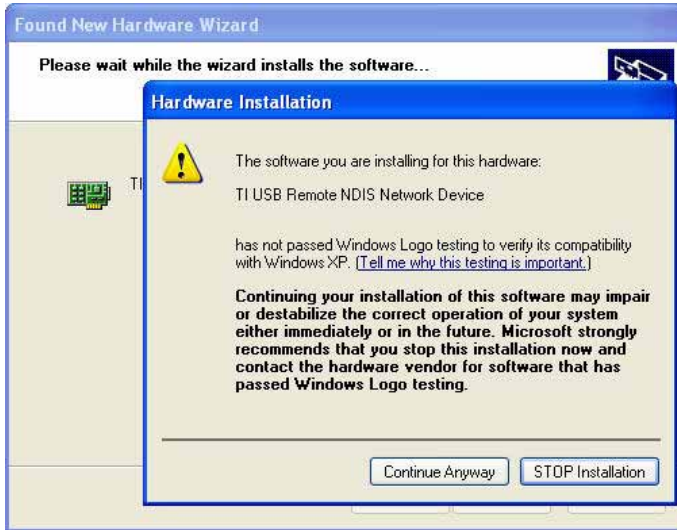 Found New Hardware Wizard
Please wait while the wizard installs the software...
Hardware Installation
The software you are installing for this hardware:
TI USB Remote NDIS Network Device
has not passed Windows Logo testing to verify its compatibility
with Windows XP. (Tell me why this testing is important.)
Continuing your installation of this software may impair
or destabilize the correct operation of your system
either immediately or in the future. Microsoft strongly
recommends that you stop this installation now and
contact the hardware vendor for software that has
passed Windows Logo testing.
Continue Anyway
STOP Installation